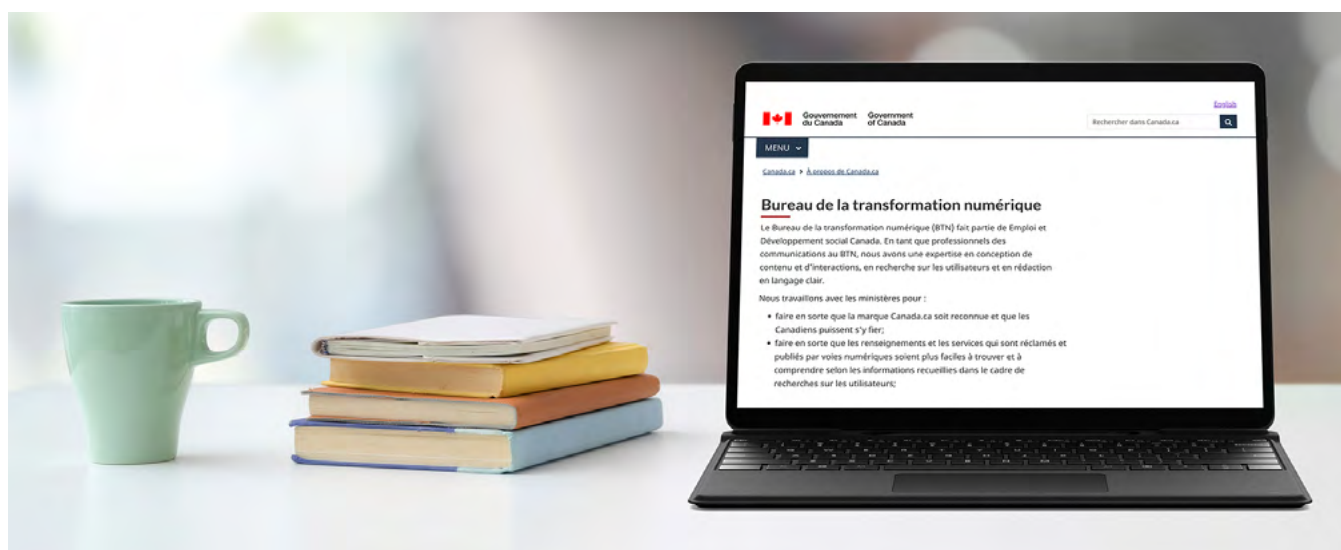 English
Gouvernement du Canada
Government of Canada
Rechercher dans Canada.ca
MENU
Canada.ca > À propos de Canada.ca
Bureau de la transformation numérique
Le Bureau de la transformation numérique (BTN) fait partie de Emploi et
Développement social Canada. En tant que professionnels des
communications au BTN, nous avons une expertise en conception de
contenu et d'interactions, en recherche sur les utilisateurs et en rédaction
en langage clair.
Nous travaillons avec les ministères pour :
• faire en sorte que la marque Canada.ca soit reconnue et que les
Canadiens puissent s'y fier;
• faire en sorte que les renseignements et les services qui sont réclamés et
publiés par voies numériques soient plus faciles à trouver et à
comprendre selon les informations recueillies dans le cadre de
recherches sur les utilisateurs;